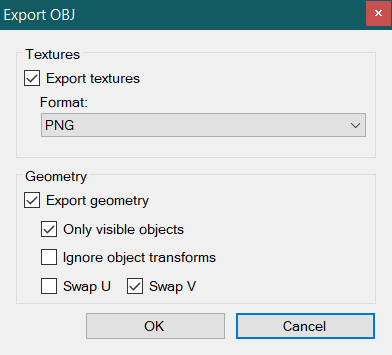 Export OBJ
Textures
Export textures
Format:
PNG
Geometry
Export geometry
Only visible objects
Ignore object transforms
Swap U Swap V
OK Cancel